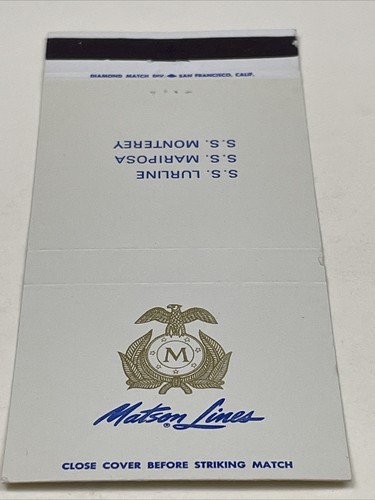 DIAMOND MATCH DIV. SAN FRANCISCO, CALIF.
S.S. LURLINE
S.S. MARIPOSA
S.S. MONTEREY
M
Matson Lines
®
CLOSE COVER BEFORE STRIKING MATCH